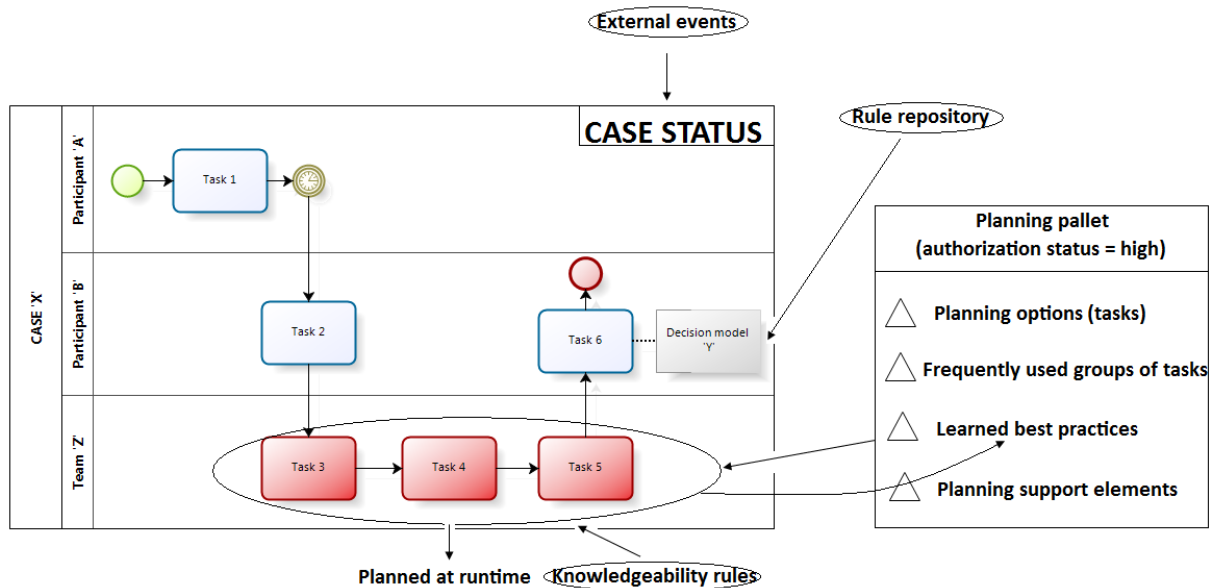 External events
CASE STATUS
Rule repository
CASE 'X'
Participant 'A'
Task 1
Planning pallet
(authorization status = high)
Participant 'B'
Task 2
Task 6
Decision model
'Y'
Planning options (tasks)
Frequently used groups of tasks
Learned best practices
Planning support elements
Team 'Z'
Task 3
Task 4
Task 5
Planned at runtime
Knowledgeability rules